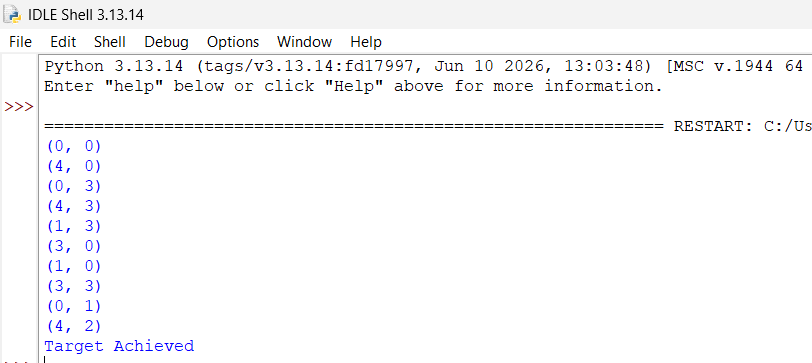 IDLE Shell 3.13.14
File Edit Shell Debug Options Window Help
Python 3.13.14 (tags/v3.13.14:fd17997, Jun 10 2026, 13:03:48) [MSC v.1944 64
Enter "help" below or click "Help" above for more information.
>>>
============================================================== RESTART: C:/Us
(0, 0)
(4, 0)
(0, 3)
(4, 3)
(1, 3)
(3, 0)
(1, 0)
(3, 3)
(0, 1)
(4, 2)
Target Achieved